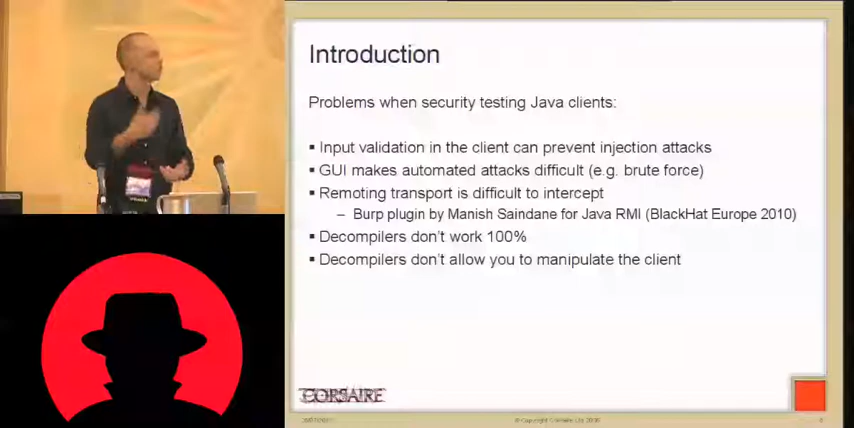 Introduction
Problems when security testing Java clients:
▪ Input validation in the client can prevent injection attacks
▪ GUI makes automated attacks difficult (e.g. brute force)
▪ Remoting transport is difficult to intercept
– Burp plugin by Manish Saindane for Java RMI (BlackHat Europe 2010)
▪ Decompilers don't work 100%
▪ Decompilers don't allow you to manipulate the client
CORSAIRE